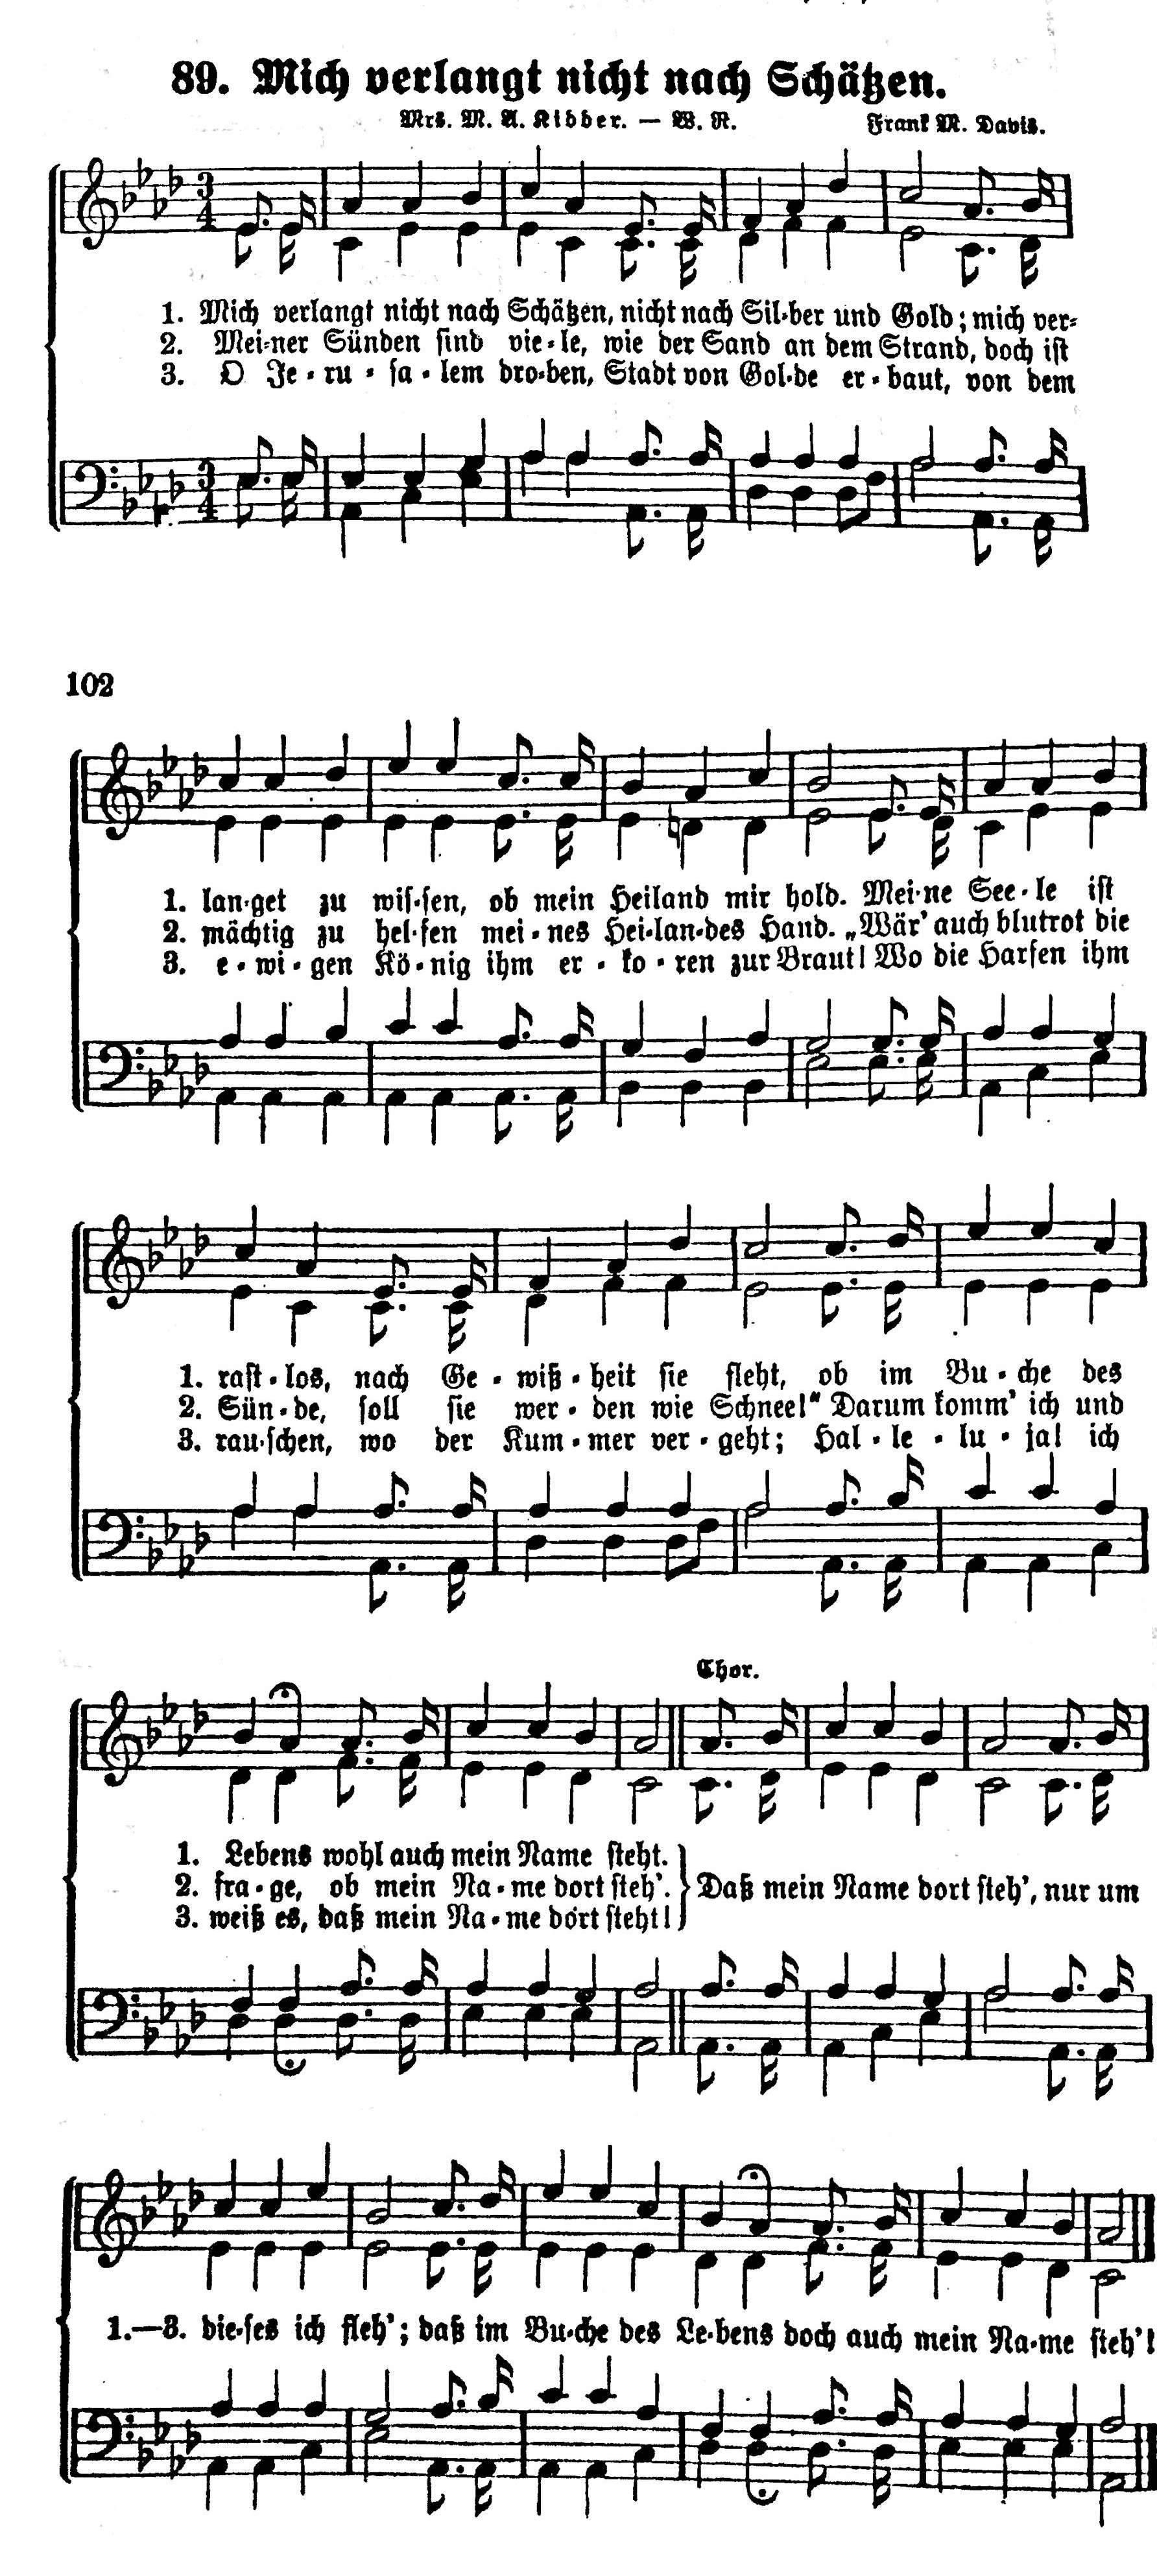 89. Mich verlangt nicht nach Schätzen.
Mrs. M. A. Kidder. — W. R. Frank M. Davis.
1. Mich verlangt nicht nach Schätzen, nicht nach Sil-ber und Gold; mich ver-
2. Mei-ner Sünden sind vie-le, wie der Sand an dem Strand, doch ist
3. O Je-ru-sa-lem dro-ben, Stadt von Gol-de er-baut, von dem
102
1. lan-get zu wis-sen, ob mein Heiland mir hold. Mei-ne See-le ist
2. mächtig zu hel-fen mei-nes Hei-lan-des Hand. „Wär' auch blutrot die
3. e-wi-gen Kö-nig ihm er-ko-ren zur Braut! Wo die Harfen ihm
1. rast-los, nach Ge-wiß-heit sie fleht, ob im Bu-che des
2. Sün-de, soll sie wer-den wie Schnee!“ Darum komm' ich und
3. rau-schen, wo der Kum-mer ver-geht; Hal-le-lu-ja! ich
Chor.
1. Lebens wohl auch mein Name steht.
2. fra-ge, ob mein Na-me dort steh'. } Daß mein Name dort steh', nur um
3. weiß es, daß mein Na-me dort steht!
1.—3. die-ses ich fleh'; daß im Bu-che des Le-bens doch auch mein Na-me steh'!